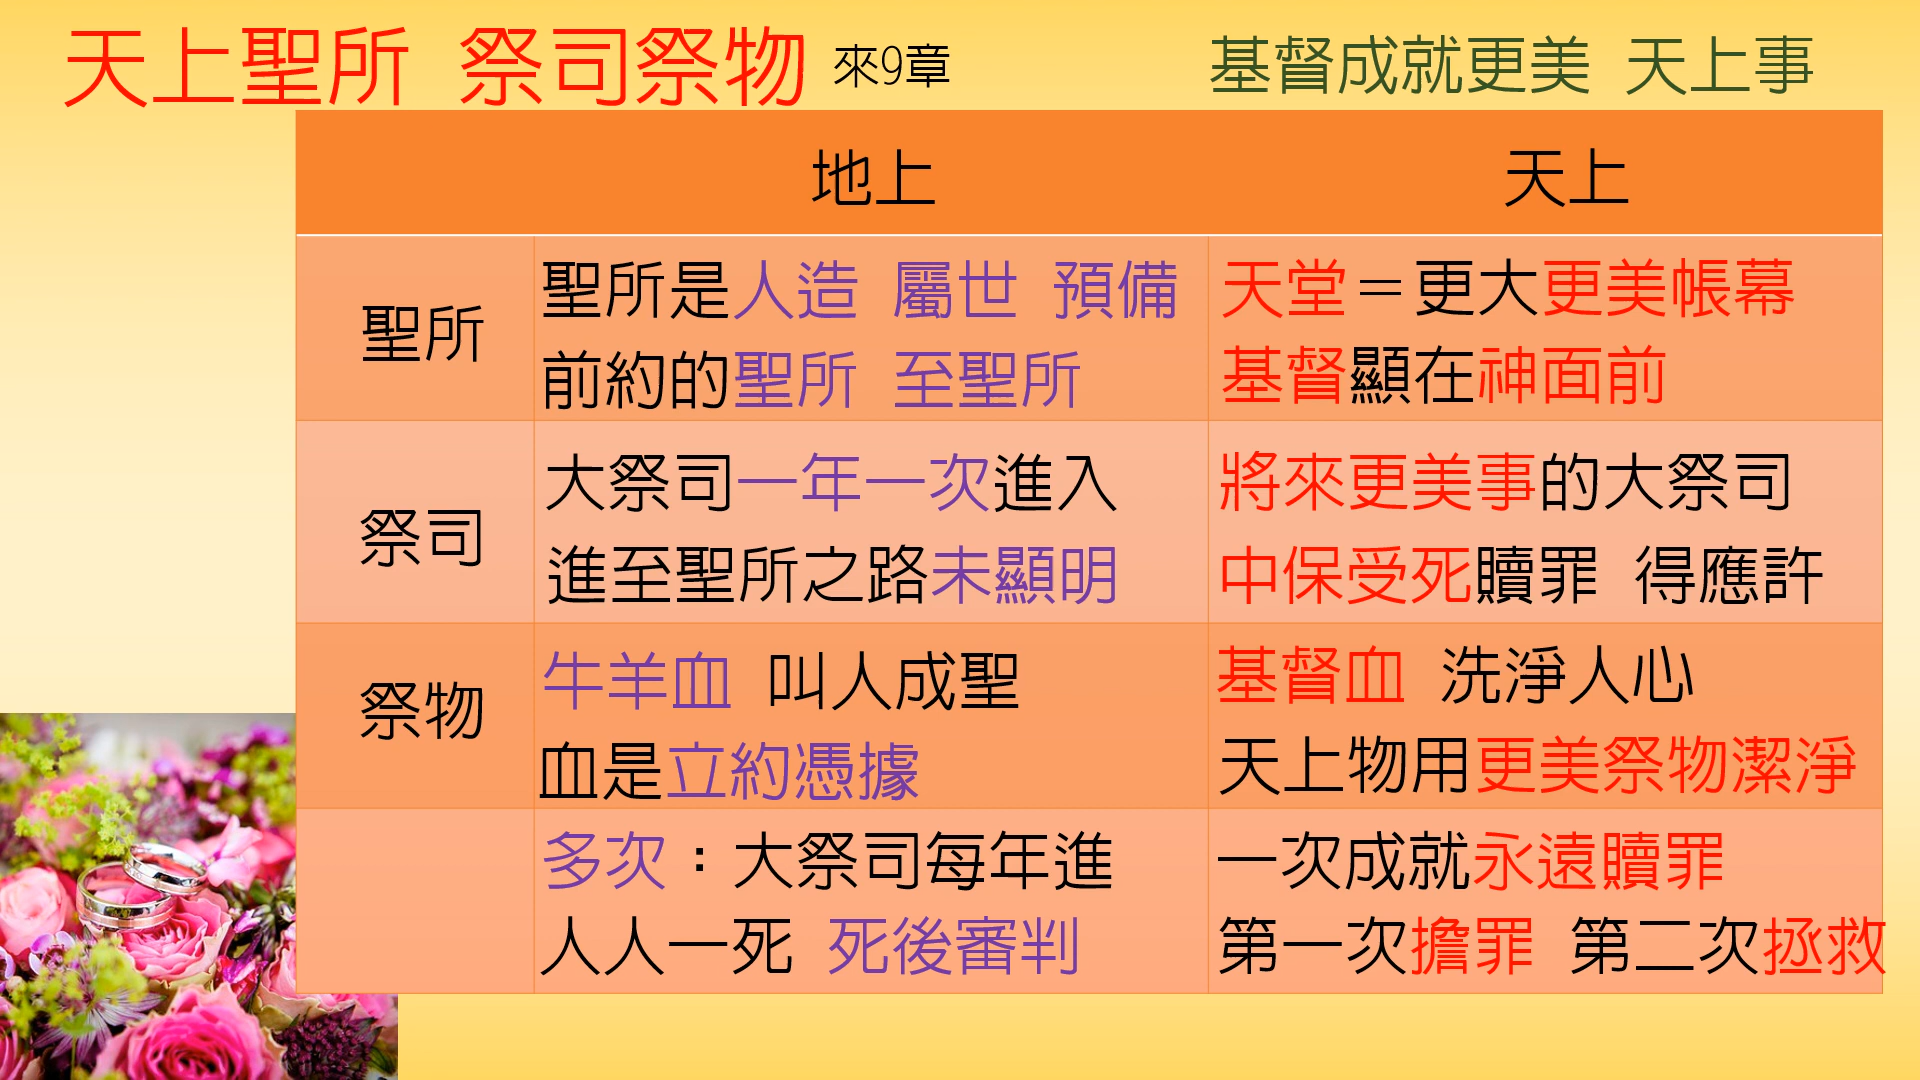 天上聖所 祭司祭物 來9章 基督成就更美 天上事
地上 天上
聖所
聖所是人造 屬世 預備
前約的聖所 至聖所
天堂＝更大更美帳幕
基督顯在神面前
祭司
大祭司一年一次進入
進至聖所之路未顯明
將來更美事的大祭司
中保受死贖罪 得應許
祭物
牛羊血 叫人成聖
血是立約憑據
基督血 洗淨人心
天上物用更美祭物潔淨
多次：大祭司每年進
人人一死 死後審判
一次成就永遠贖罪
第一次擔罪 第二次拯救